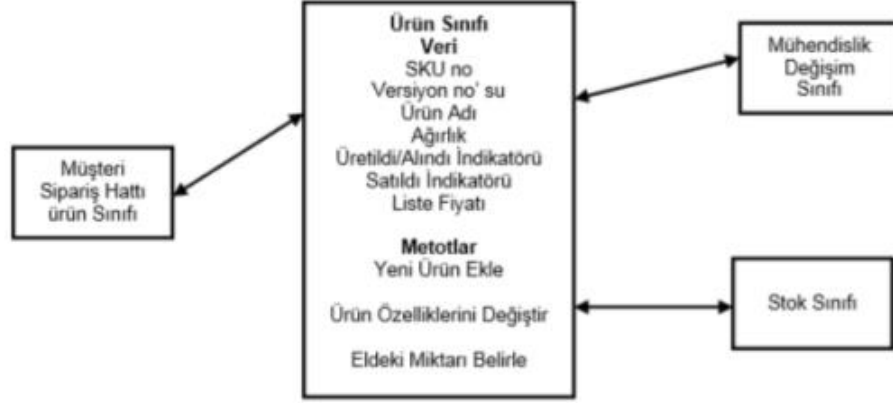 Müşteri
Sipariş Hattı
ürün Sınıfı
Ürün Sınıfı
Veri
SKU no
Versiyon no' su
Ürün Adı
Ağırlık
Üretildi/Alındı İndikatörü
Satıldı İndikatörü
Liste Fiyatı
Metotlar
Yeni Ürün Ekle
Ürün Özelliklerini Değiştir
Eldeki Miktarı Belirle
Mühendislik
Değişim
Sınıfı
Stok Sınıfı